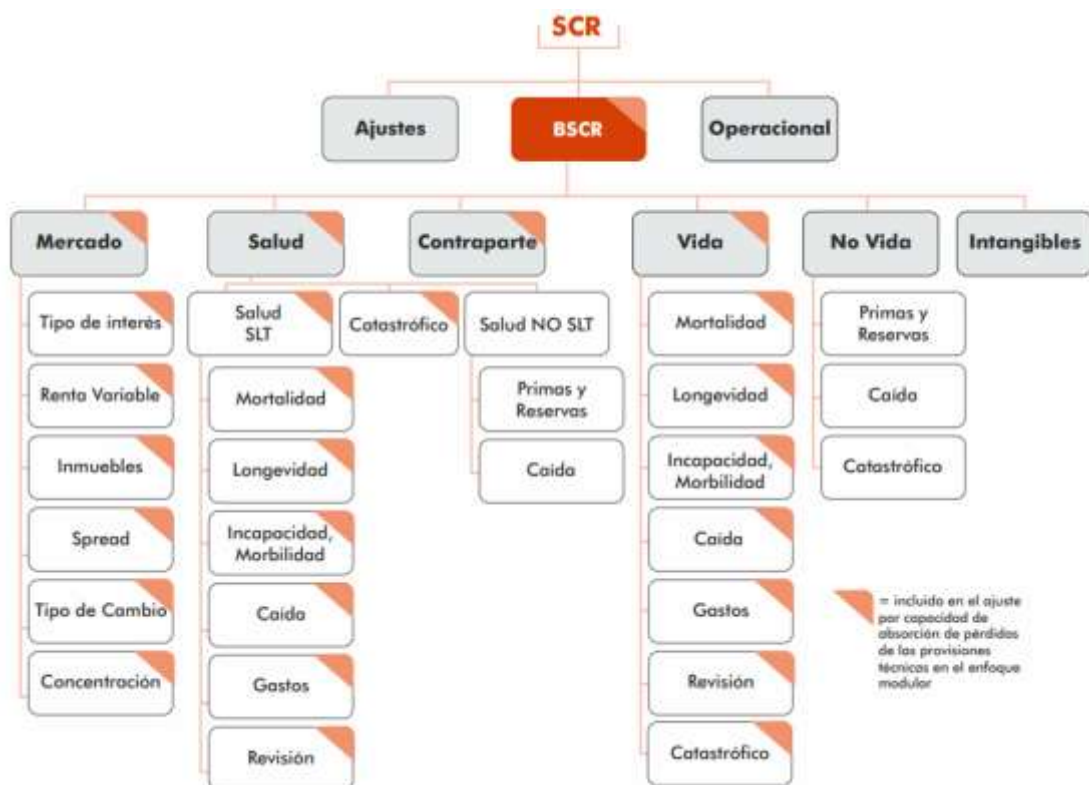 SCR
Ajustes
BSCR
Operacional
Mercado
Salud
Contraparte
Vida
No Vida
Intangibles
Tipo de interés
Renta Variable
Inmuebles
Spread
Tipo de Cambio
Concentración
Salud
SLT
Catastrófico
Salud NO SLT
Mortalidad
Longevidad
Incapacidad,
Morbilidad
Caída
Gastos
Revisión
Primas y
Reservas
Caída
Mortalidad
Longevidad
Incapacidad,
Morbilidad
Caída
Gastos
Revisión
Catastrófico
Primas y
Reservas
Caída
Catastrófico
= incluido en el ajuste
por capacidad de
absorción de pérdidas
de las provisiones
técnicas en el enfoque
modular